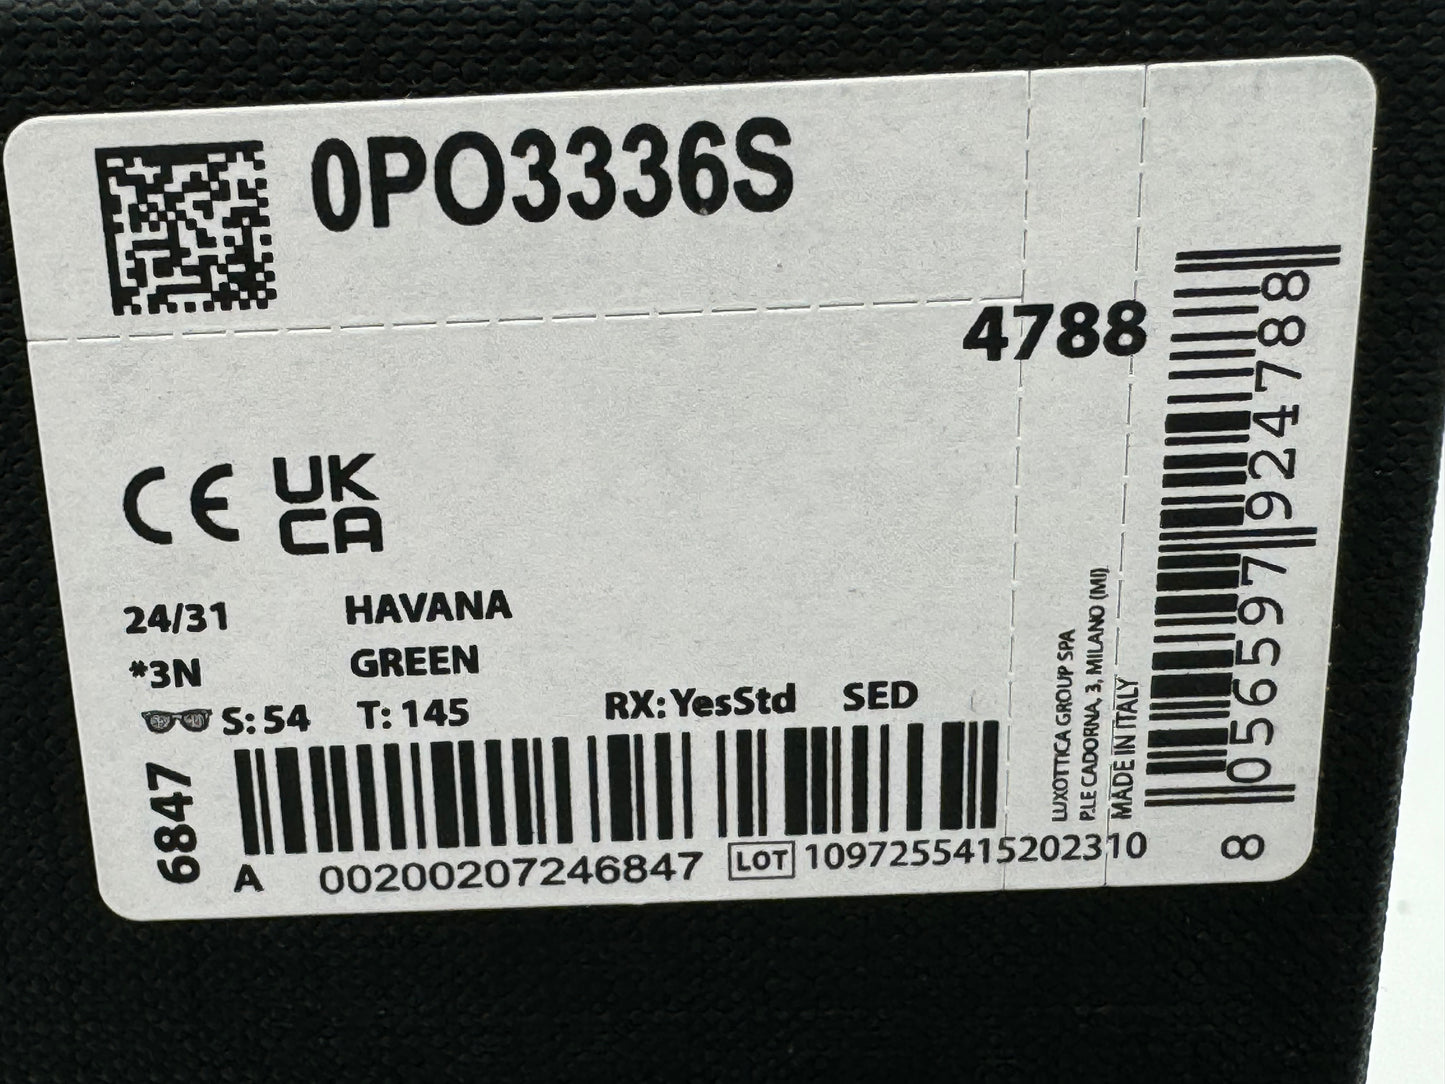 0PO3336S
4788
CE UK
CA
24/31 HAVANA
*3N GREEN
S: 54 T: 145 RX: YesStd SED
6847
A 00200207246847 LOT 1097255415202310
LUXOTTICA GROUP SPA
P.LE CADORNA, 3, MILANO (MI)
MADE IN ITALY
8 056597 924788